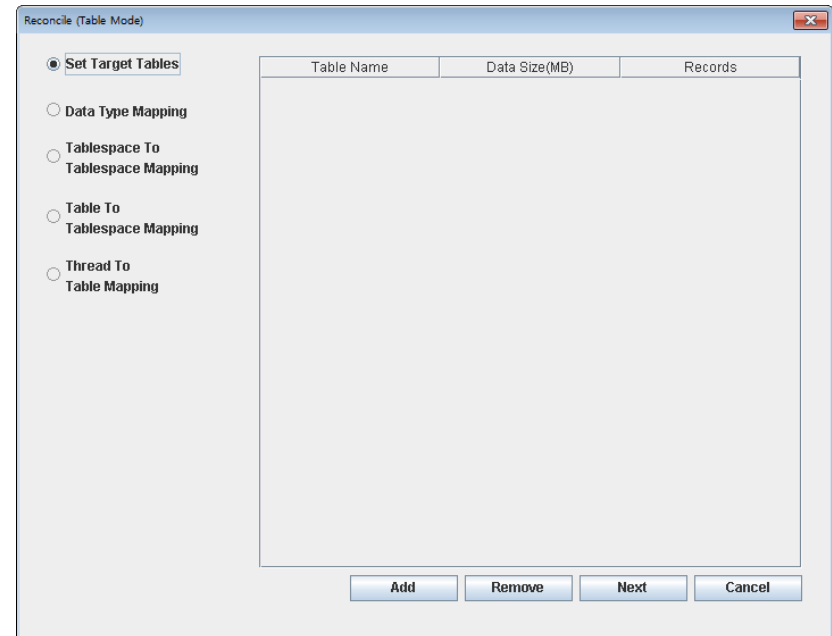 Reconcile (Table Mode)
Set Target Tables
Data Type Mapping
Tablespace To
Tablespace Mapping
Table To
Tablespace Mapping
Thread To
Table Mapping
Table Name Data Size(MB) Records
Add Remove Next Cancel